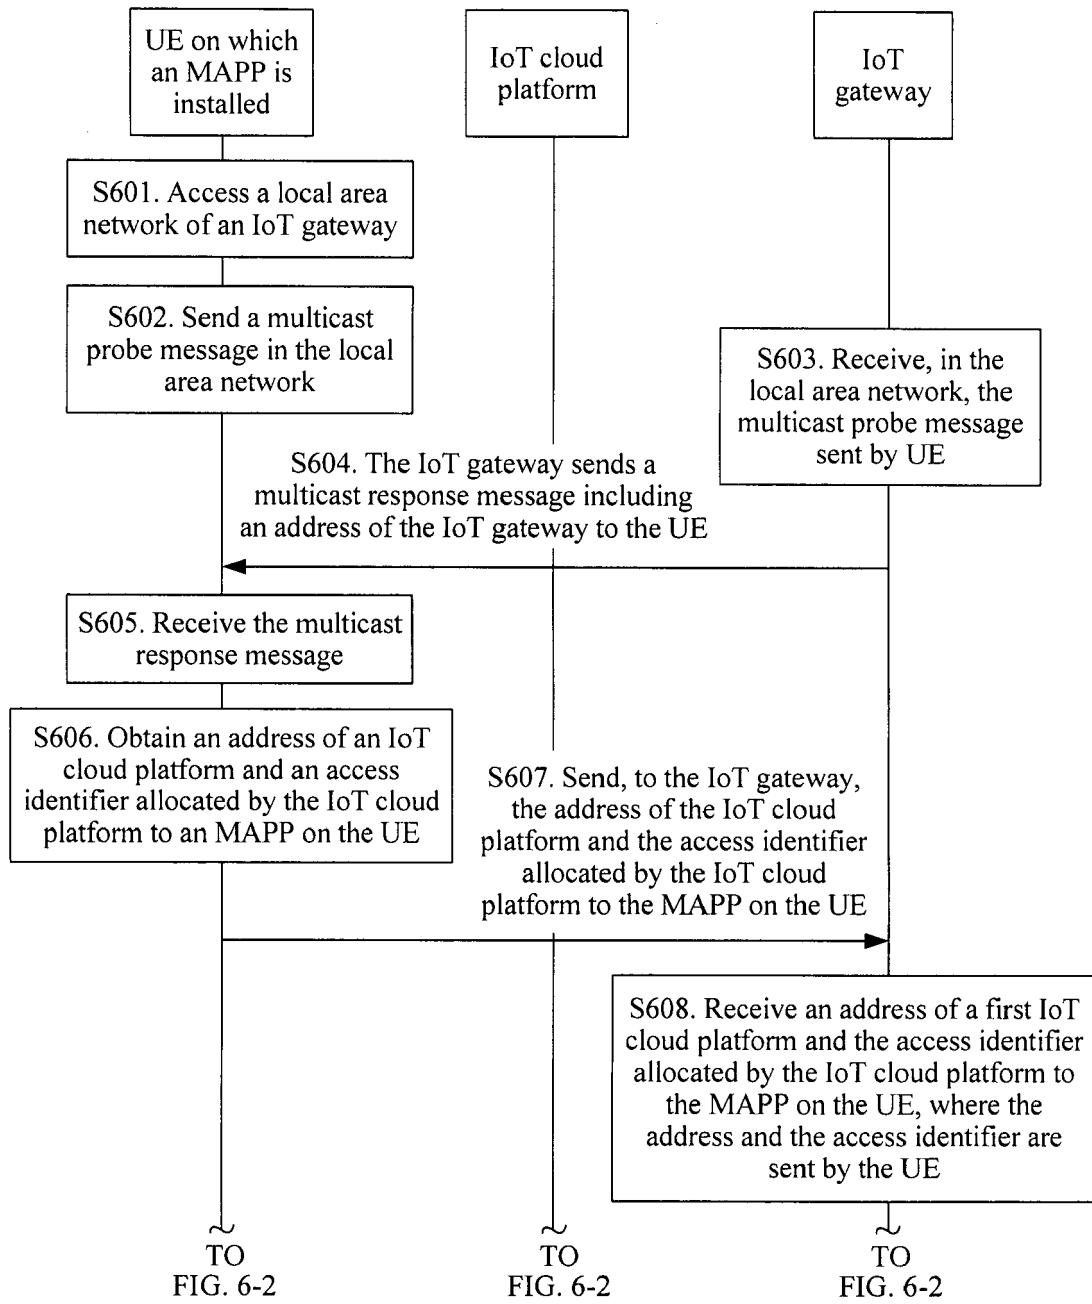 UE on which
an MAPP is
installed
IoT cloud
platform
IoT
gateway
S601. Access a local area
network of an IoT gateway
S602. Send a multicast
probe message in the local
area network
S603. Receive, in the
local area network, the
multicast probe message
sent by UE
S604. The IoT gateway sends a
multicast response message including
an address of the IoT gateway to the UE
S605. Receive the multicast
response message
S606. Obtain an address of an IoT
cloud platform and an access
identifier allocated by the IoT cloud
platform to an MAPP on the UE
S607. Send, to the IoT gateway,
the address of the IoT cloud
platform and the access identifier
allocated by the IoT cloud
platform to the MAPP on the UE
S608. Receive an address of a first IoT
cloud platform and the access identifier
allocated by the IoT cloud platform to
the MAPP on the UE, where the
address and the access identifier are
sent by the UE
TO
FIG. 6-2
TO
FIG. 6-2
TO
FIG. 6-2